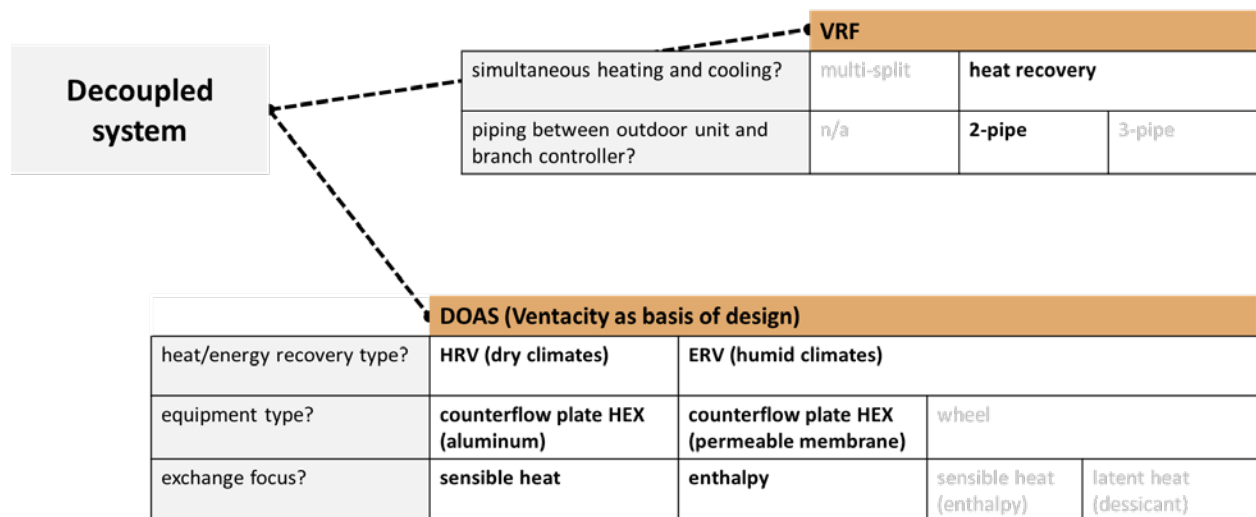 VRF
Decoupled
system
simultaneous heating and cooling?
multi-split
heat recovery
piping between outdoor unit and
branch controller?
n/a
2-pipe
3-pipe
DOAS (Ventacity as basis of design)
heat/energy recovery type?
HRV (dry climates)
ERV (humid climates)
equipment type?
counterflow plate HEX
(aluminum)
counterflow plate HEX
(permeable membrane)
wheel
exchange focus?
sensible heat
enthalpy
sensible heat
(enthalpy)
latent heat
(dessicant)